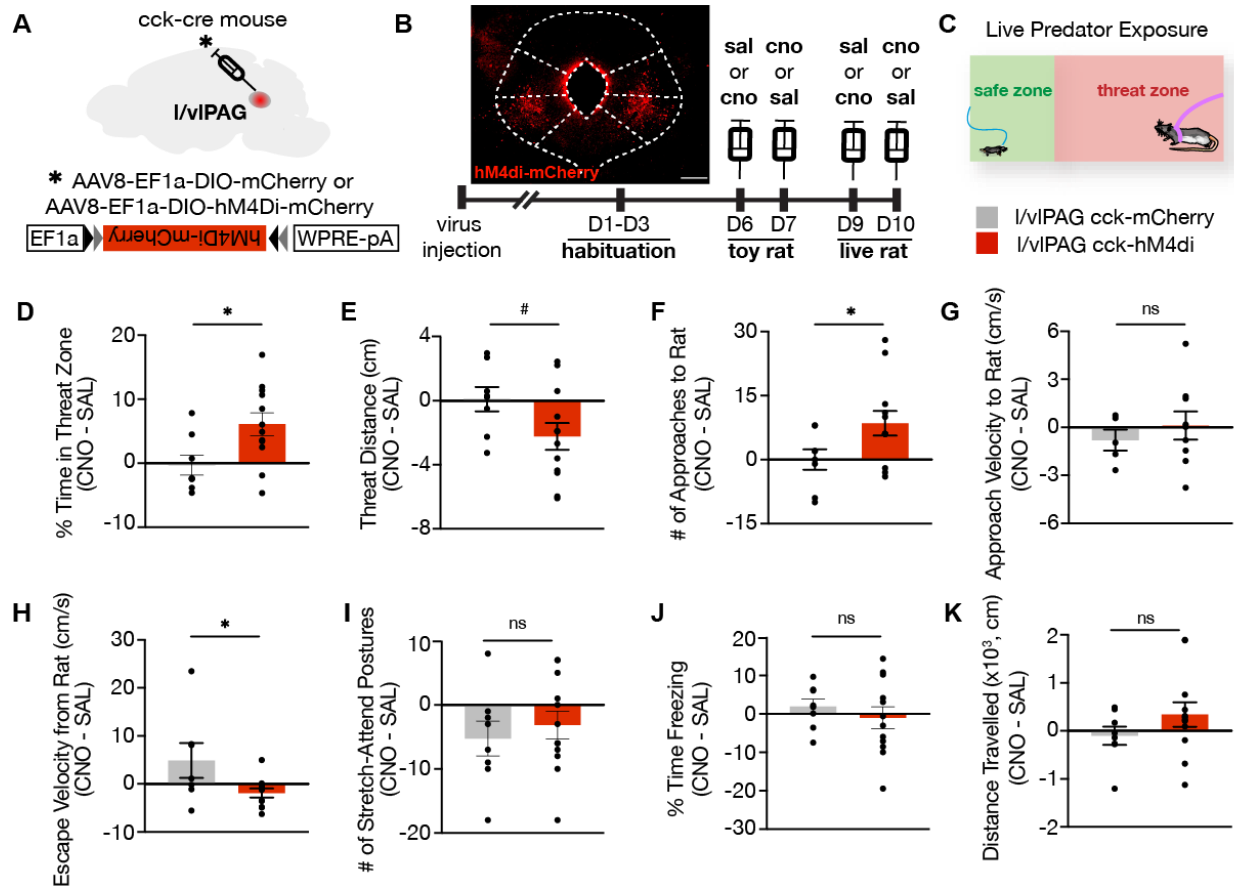 A
cck-cre mouse
*
l/vlPAG
* AAV8-EF1a-DIO-mCherry or
AAV8-EF1a-DIO-hM4Di-mCherry
EF1a
hM4Di-mCherry
WPRE-pA
B
hM4di-mCherry
sal or cno
cno or sal
sal or cno
cno or sal
virus injection
D1-D3
habituation
D6
D7
toy rat
D9
D10
live rat
C
Live Predator Exposure
safe zone
threat zone
l/vlPAG cck-mCherry
l/vlPAG cck-hM4di
D
% Time in Threat Zone
(CNO - SAL)
20
10
0
-10
*
E
Threat Distance (cm)
(CNO - SAL)
4
0
-4
-8
#
F
# of Approaches to Rat
(CNO - SAL)
30
15
0
-15
*
G
Approach Velocity to Rat (cm/s)
(CNO - SAL)
6
3
0
-3
-6
ns
H
Escape Velocity from Rat (cm/s)
(CNO - SAL)
30
20
10
0
-10
*
I
# of Stretch-Attend Postures
(CNO - SAL)
10
0
-10
-20
ns
J
% Time Freezing
(CNO - SAL)
20
10
0
-10
-20
-30
ns
K
Distance Travelled (x10³, cm)
(CNO - SAL)
2
1
0
-1
-2
ns